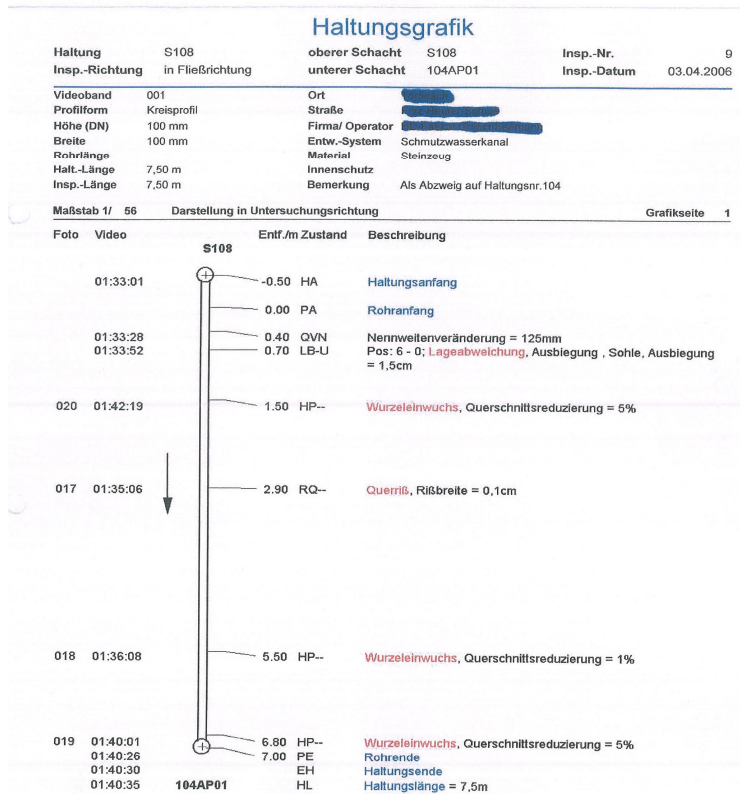 Haltungsgrafik
Haltung S108 oberer Schacht S108 Insp.-Nr. 9
Insp.-Richtung in Fließrichtung unterer Schacht 104AP01 Insp.-Datum 03.04.2006
Videoband 001 Ort
Profilform Kreisprofil Straße
Höhe (DN) 100 mm Firma/ Operator
Breite 100 mm Entw.-System Schmutzwasserkanal
Rohrlänge Material Steinzeug
Halt.-Länge 7,50 m Innenschutz
Insp.-Länge 7,50 m Bemerkung Als Abzweig auf Haltungsnr.104
Maßstab 1/ 56 Darstellung in Untersuchungsrichtung Grafikseite 1
Foto Video Entf./m Zustand Beschreibung
S108
01:33:01 -0.50 HA Haltungsanfang
0.00 PA Rohranfang
01:33:28 0.40 QVN Nennweitenveränderung = 125mm
01:33:52 0.70 LB-U Pos: 6 - 0; Lageabweichung, Ausbiegung , Sohle, Ausbiegung
= 1,5cm
020 01:42:19 1.50 HP-- Wurzeleinwuchs, Querschnittsreduzierung = 5%
017 01:35:06 2.90 RQ-- Querriß, Rißbreite = 0,1cm
018 01:36:08 5.50 HP-- Wurzeleinwuchs, Querschnittsreduzierung = 1%
019 01:40:01 6.80 HP-- Wurzeleinwuchs, Querschnittsreduzierung = 5%
01:40:26 7.00 PE Rohrende
01:40:30 EH Haltungsende
01:40:35 104AP01 HL Haltungslänge = 7,5m